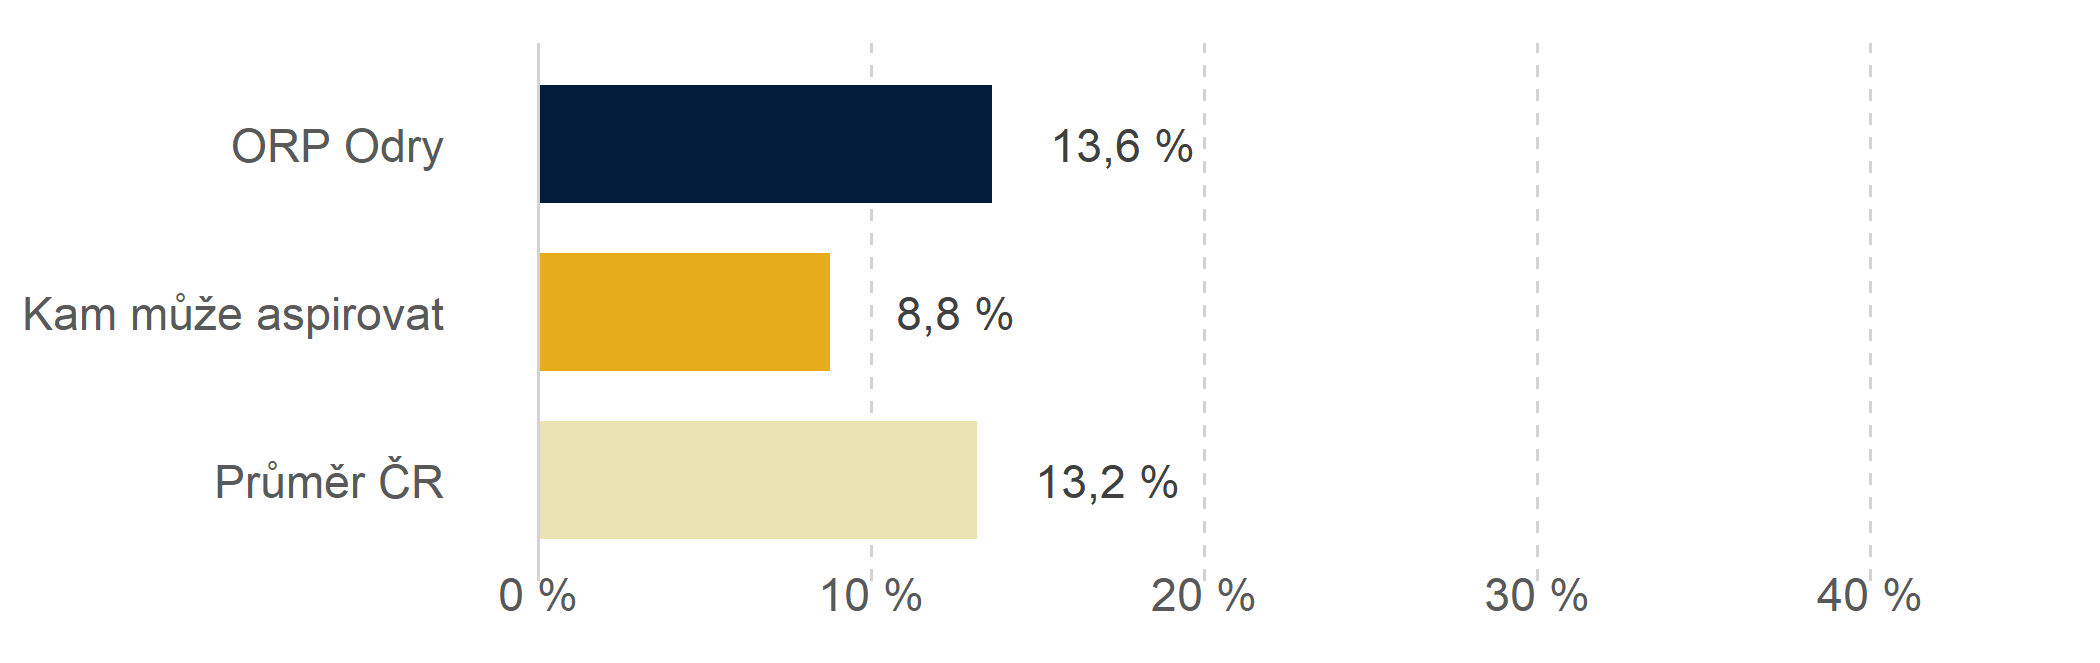 ORP Odry
13,6 %
Kam může aspirovat
8,8 %
Průměr ČR
13,2 %
0 %
10 %
20 %
30 %
40 %